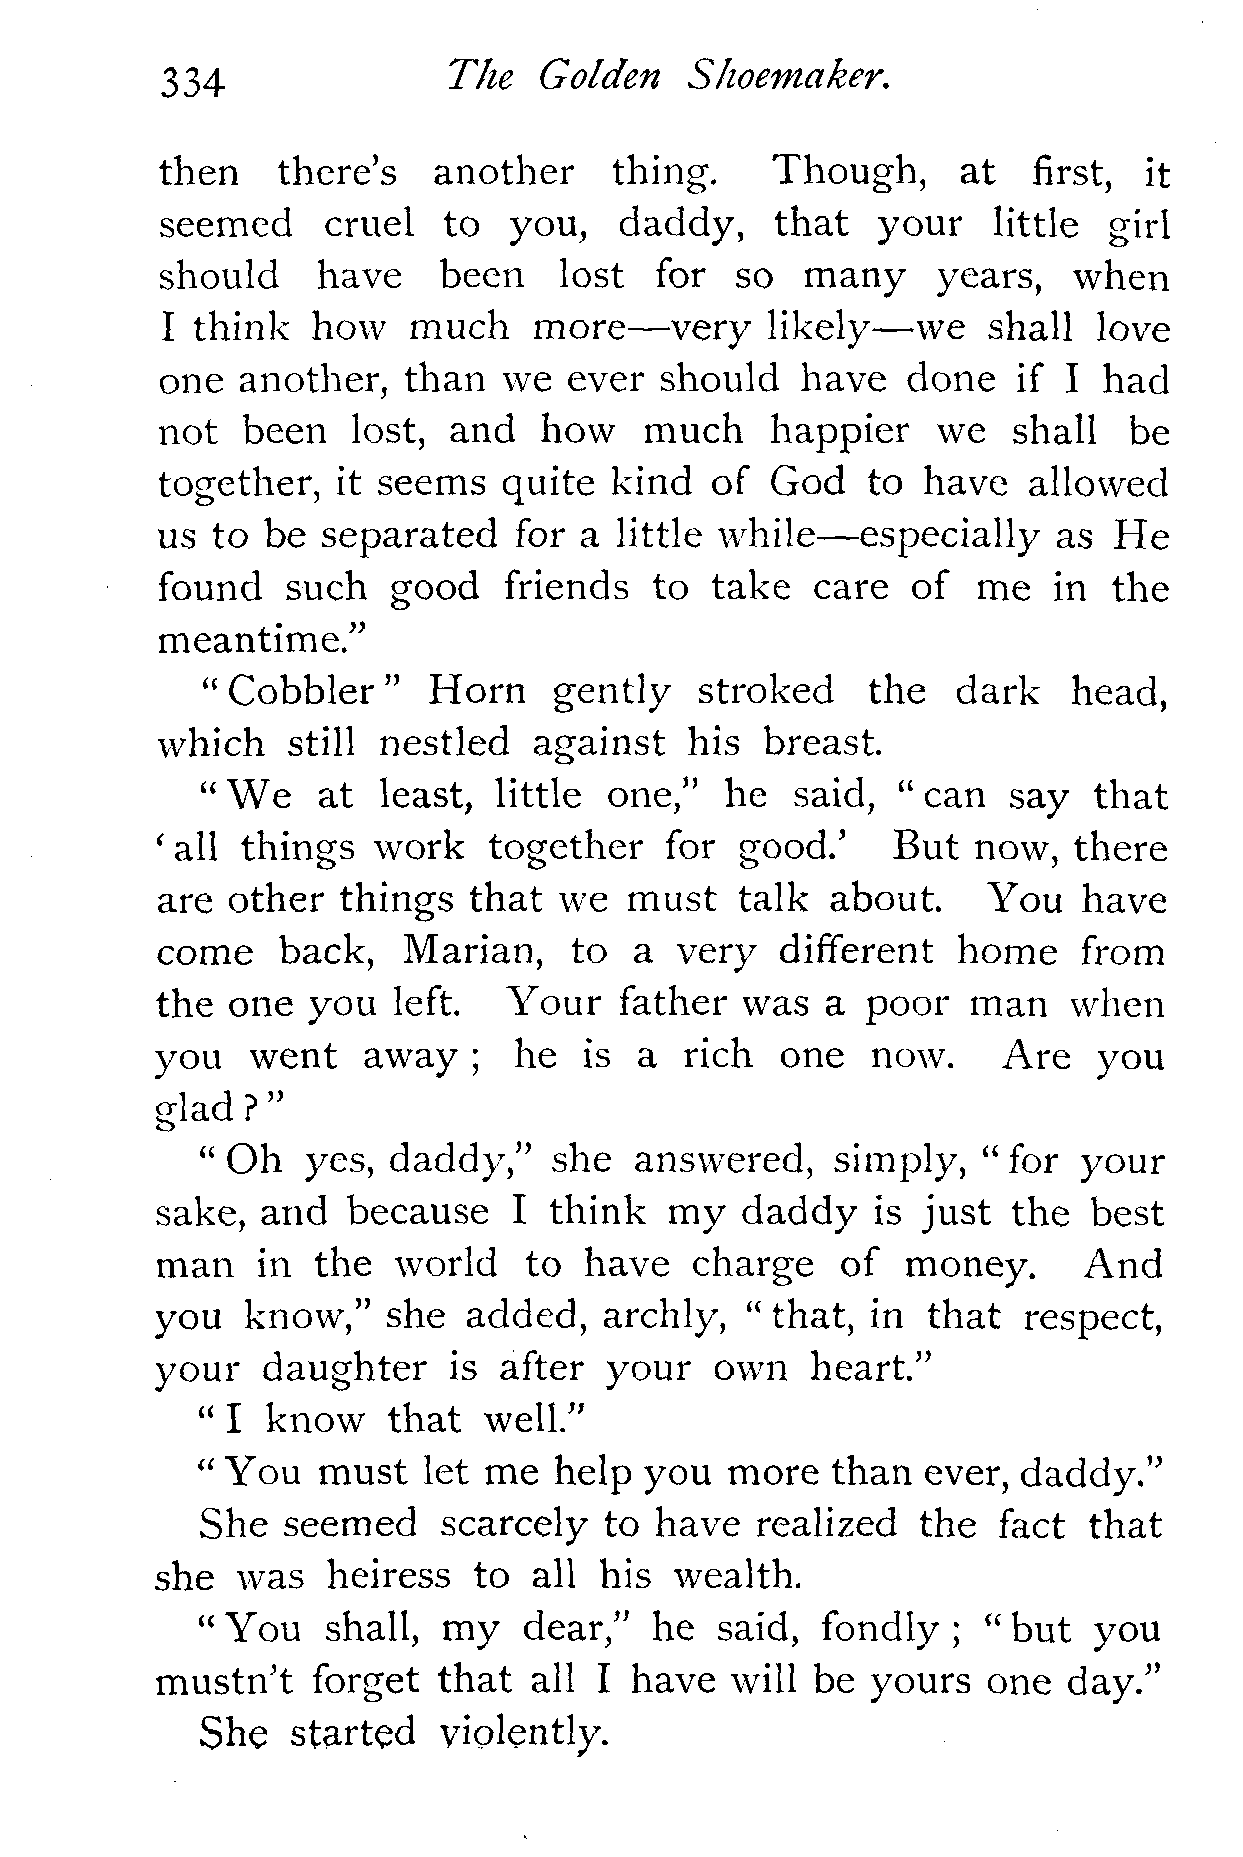 334 The Golden Shoemaker.
then there's another thing. Though, at first, it
seemed cruel to you, daddy, that your little girl
should have been lost for so many years, when
I think how much more—very likely—we shall love
one another, than we ever should have done if I had
not been lost, and how much happier we shall be
together, it seems quite kind of God to have allowed
us to be separated for a little while—especially as He
found such good friends to take care of me in the
meantime."
" Cobbler " Horn gently stroked the dark head,
which still nestled against his breast.
" We at least, little one," he said, " can say that
' all things work together for good.' But now, there
are other things that we must talk about. You have
come back, Marian, to a very different home from
the one you left. Your father was a poor man when
you went away ; he is a rich one now. Are you
glad ? "
" Oh yes, daddy," she answered, simply, " for your
sake, and because I think my daddy is just the best
man in the world to have charge of money. And
you know," she added, archly, " that, in that respect,
your daughter is after your own heart."
" I know that well."
" You must let me help you more than ever, daddy."
She seemed scarcely to have realized the fact that
she was heiress to all his wealth.
" You shall, my dear," he said, fondly ; " but you
mustn't forget that all I have will be yours one day."
She started violently.